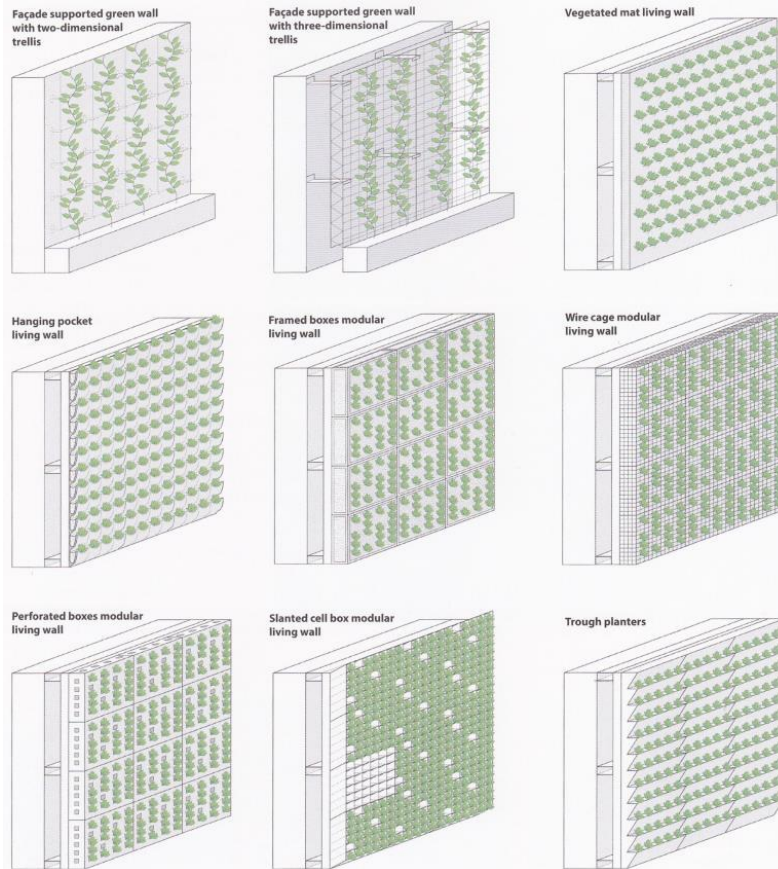 Façade supported green wall
with two-dimensional
trellis
Façade supported green wall
with three-dimensional
trellis
Vegetated mat living wall
Hanging pocket
living wall
Framed boxes modular
living wall
Wire cage modular
living wall
Perforated boxes modular
living wall
Slanted cell box modular
living wall
Trough planters